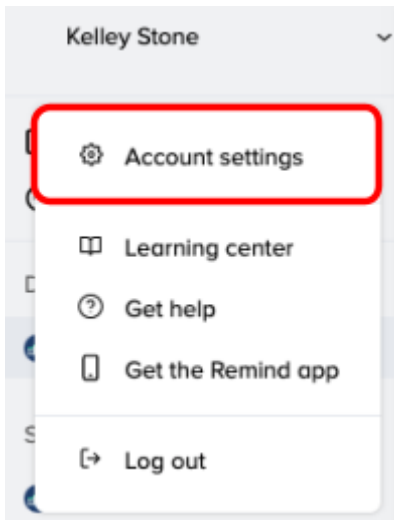 Kelley Stone
Account settings
Learning center
Get help
Get the Remind app
Log out